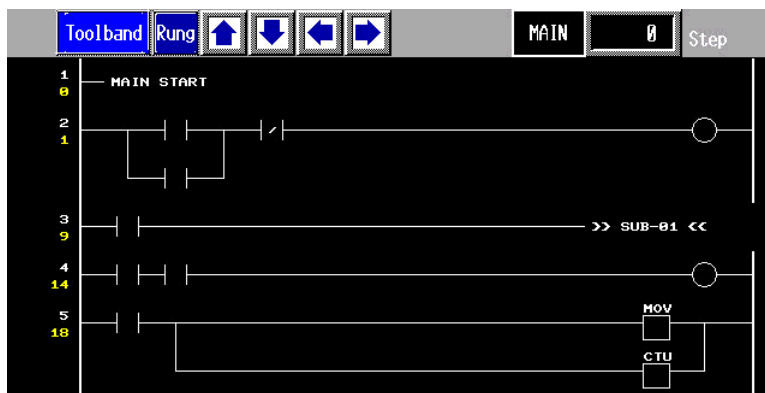 Toolband Rung MAIN 0 Step
1 MAIN START
0
2
1
3 >> SUB-01 <<
9
4
14
5 MOV
18
CTU